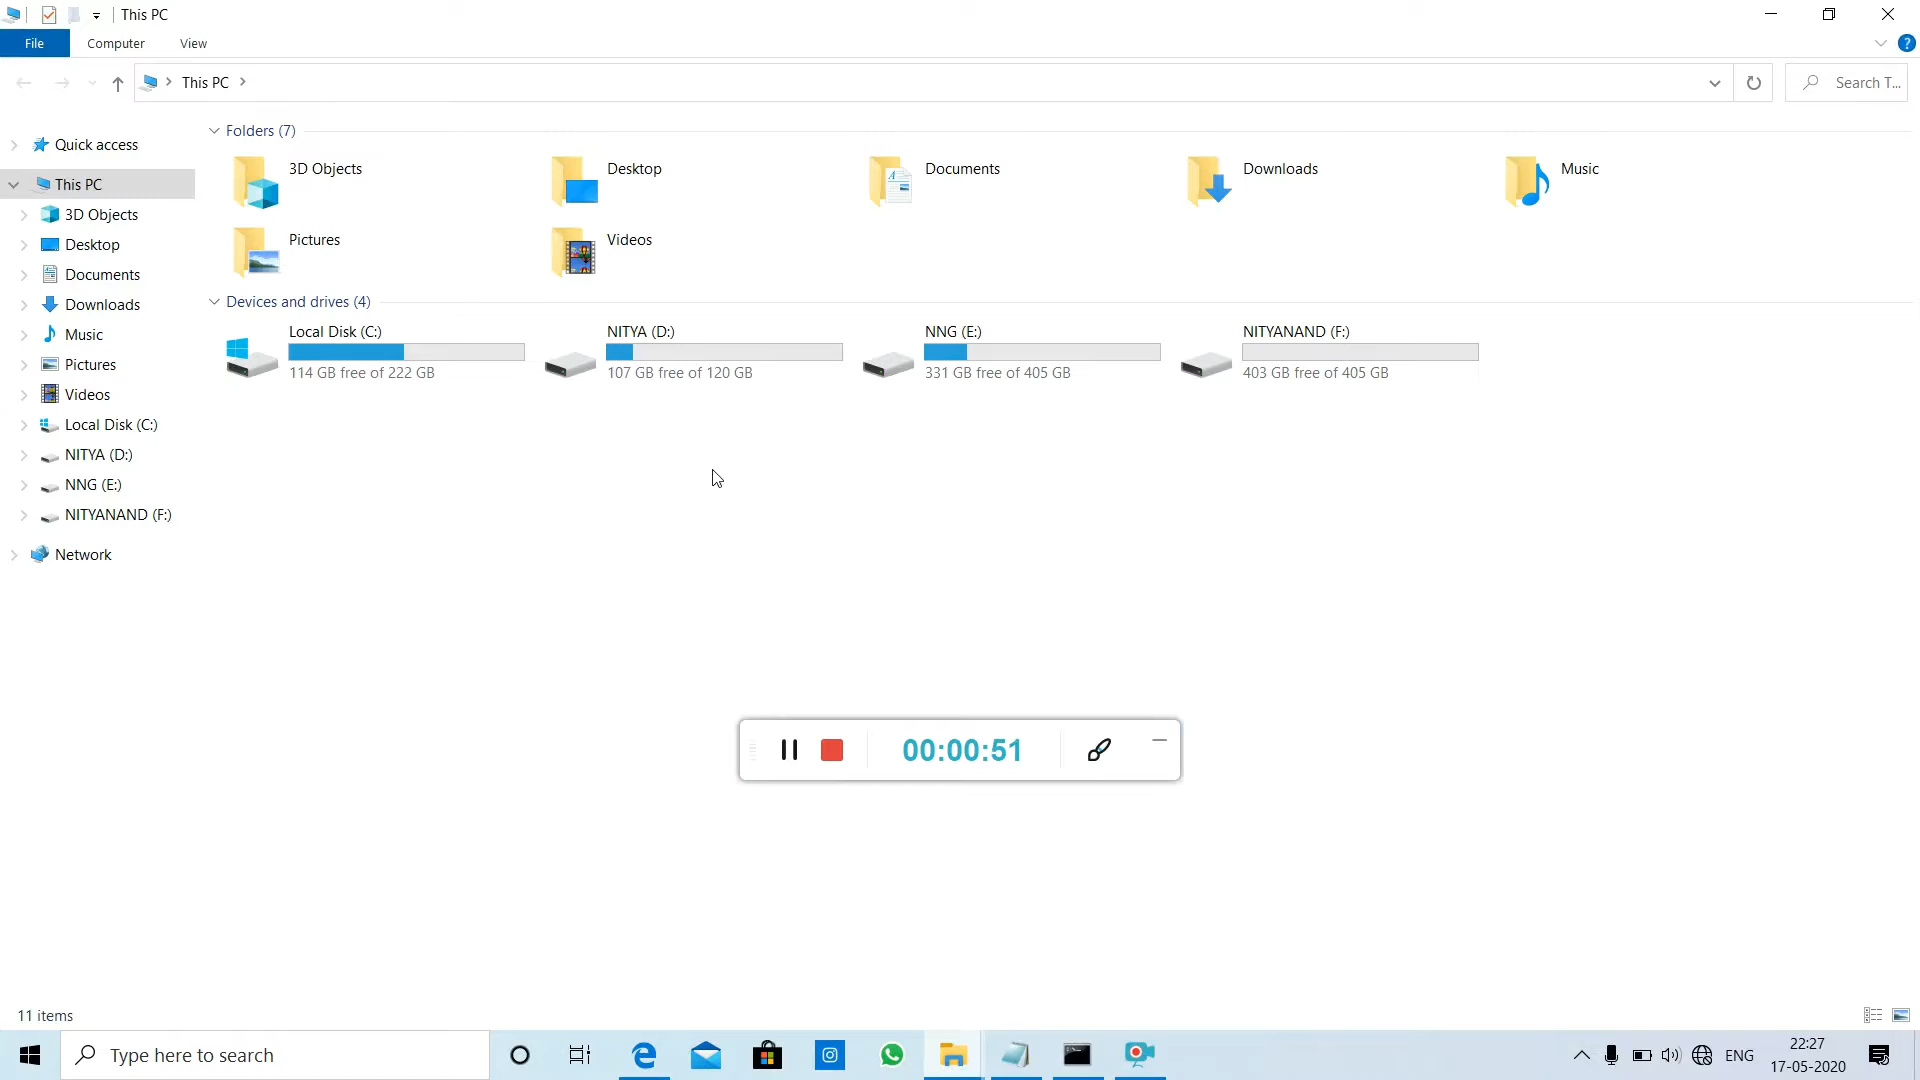 This PC
File Computer View
This PC
Search T...
Quick access
This PC
3D Objects
Desktop
Documents
Downloads
Music
Pictures
Videos
Local Disk (C:)
NITYA (D:)
NNG (E:)
NITYANAND (F:)
Network
Folders (7)
3D Objects
Desktop
Documents
Downloads
Music
Pictures
Videos
Devices and drives (4)
Local Disk (C:)
114 GB free of 222 GB
NITYA (D:)
107 GB free of 120 GB
NNG (E:)
331 GB free of 405 GB
NITYANAND (F:)
403 GB free of 405 GB
00:00:51
11 items
Type here to search
ENG
22:27
17-05-2020